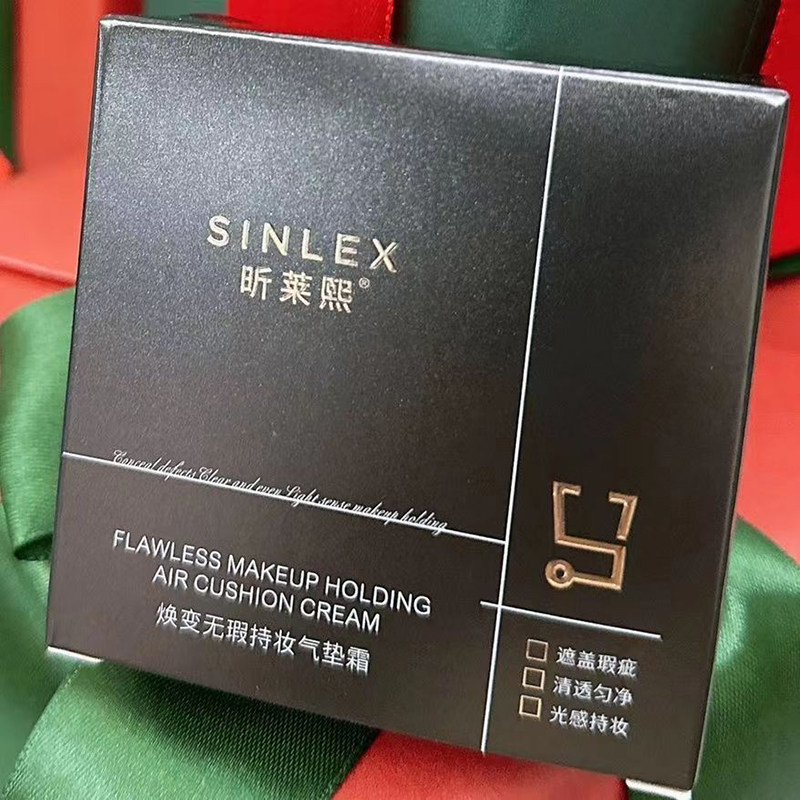 SINLEX
昕莱熙®
Conceal defects Clear and even Light sense makeup holding
FLAWLESS MAKEUP HOLDING
AIR CUSHION CREAM
焕变无瑕持妆气垫霜
遮盖瑕疵
清透匀净
光感持妆